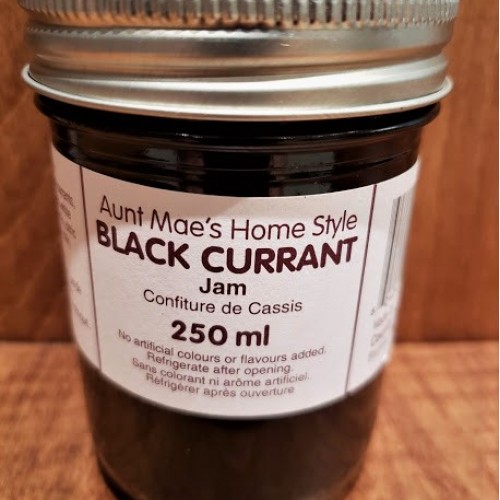 Aunt Mae's Home Style
BLACK CURRANT
Jam
Confiture de Cassis
250 ml
No artificial colours or flavours added.
Refrigerate after opening.
Sans colorant ni arôme artificiel.
Réfrigérer après ouverture